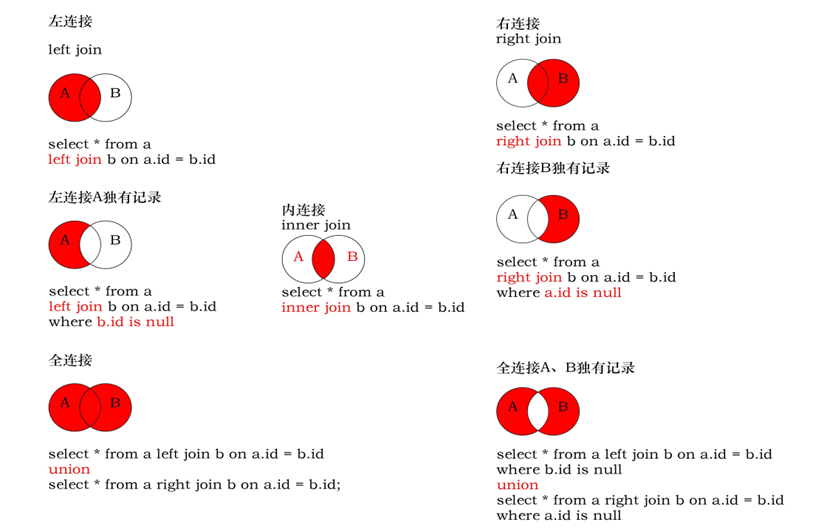 左连接
left join
A
B
select * from a
left join b on a.id = b.id
右连接
right join
A
B
select * from a
right join b on a.id = b.id
左连接A独有记录
A
B
select * from a
left join b on a.id = b.id
where b.id is null
内连接
inner join
A
B
select * from a
inner join b on a.id = b.id
右连接B独有记录
A
B
select * from a
right join b on a.id = b.id
where a.id is null
全连接
A
B
select * from a left join b on a.id = b.id
union
select * from a right join b on a.id = b.id;
全连接A、B独有记录
A
B
select * from a left join b on a.id = b.id
where b.id is null
union
select * from a right join b on a.id = b.id
where a.id is null